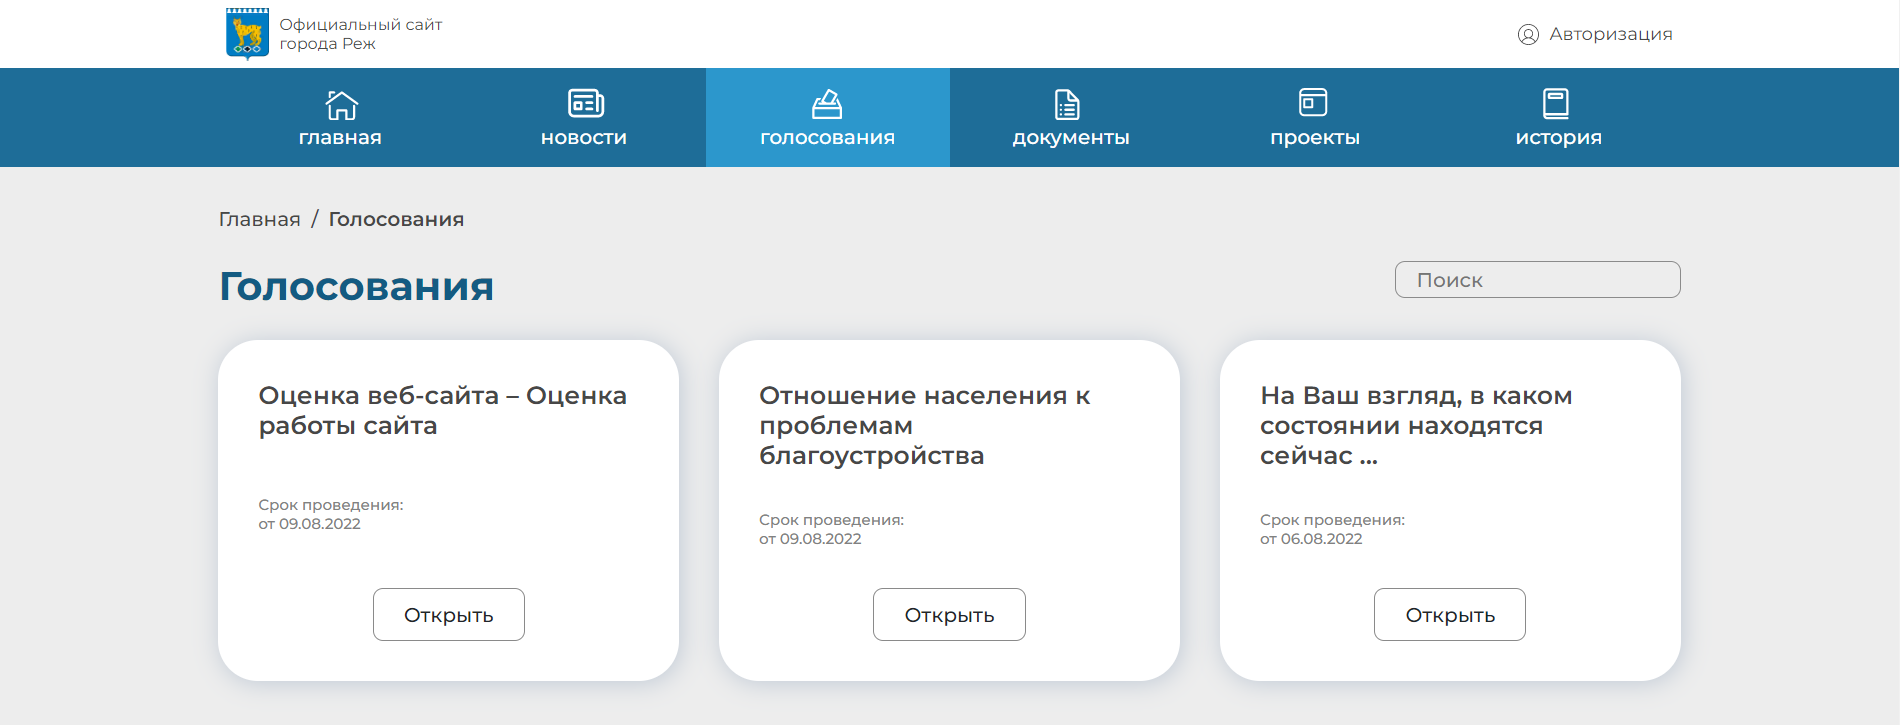 Официальный сайт
города Реж
Авторизация
главная
новости
голосования
документы
проекты
история
Главная / Голосования
Голосования
Поиск
Оценка веб-сайта – Оценка
работы сайта
Срок проведения:
от 09.08.2022
Открыть
Отношение населения к
проблемам
благоустройства
Срок проведения:
от 09.08.2022
Открыть
На Ваш взгляд, в каком
состоянии находятся
сейчас ...
Срок проведения:
от 06.08.2022
Открыть